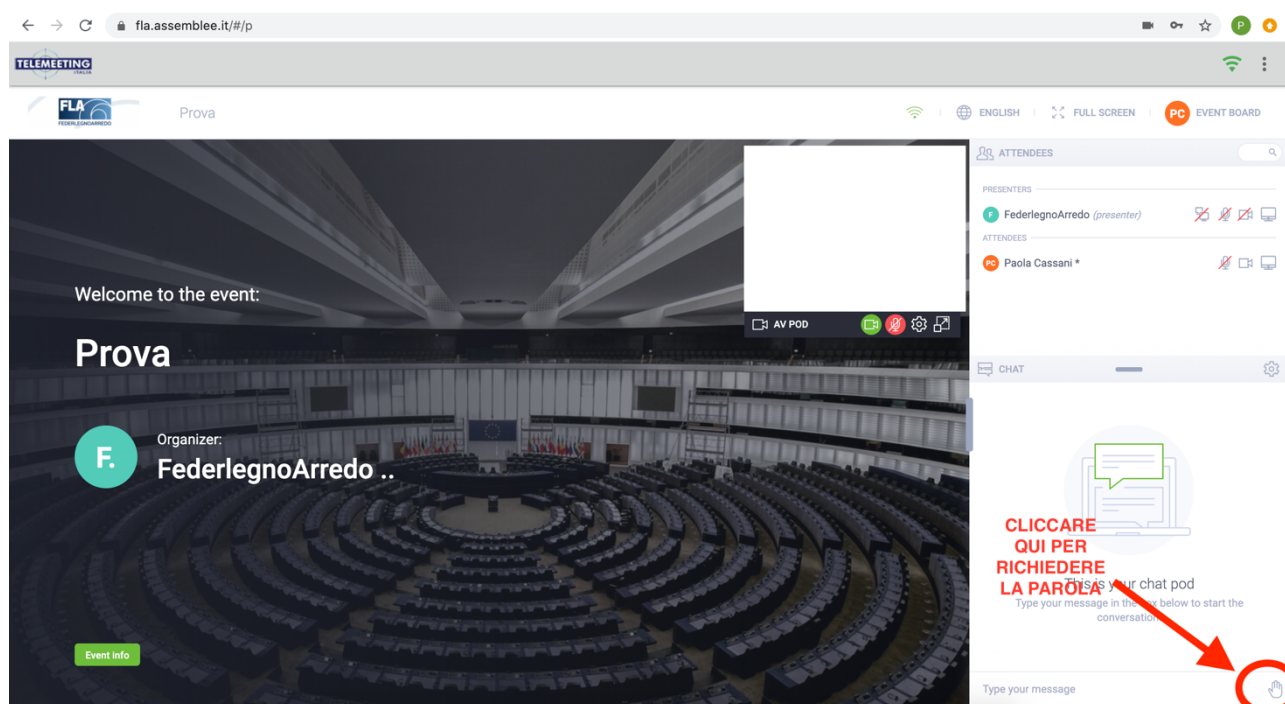 fla.assemblee.it/#/p
P
TELEMEETING
ITALIA
FLA
FEDERLEGNOARREDO
Prova
ENGLISH
FULL SCREEN
PC
EVENT BOARD
ATTENDEES
PRESENTERS
F
FederlegnoArredo (presenter)
ATTENDEES
PC
Paola Cassani *
AV POD
Welcome to the event:
Prova
F.
Organizer:
FederlegnoArredo ..
Event info
CHAT
CLICCARE
QUI PER
RICHIEDERE
LA PAROLA
This is your chat pod
Type your message in the box below to start the
conversation
Type your message